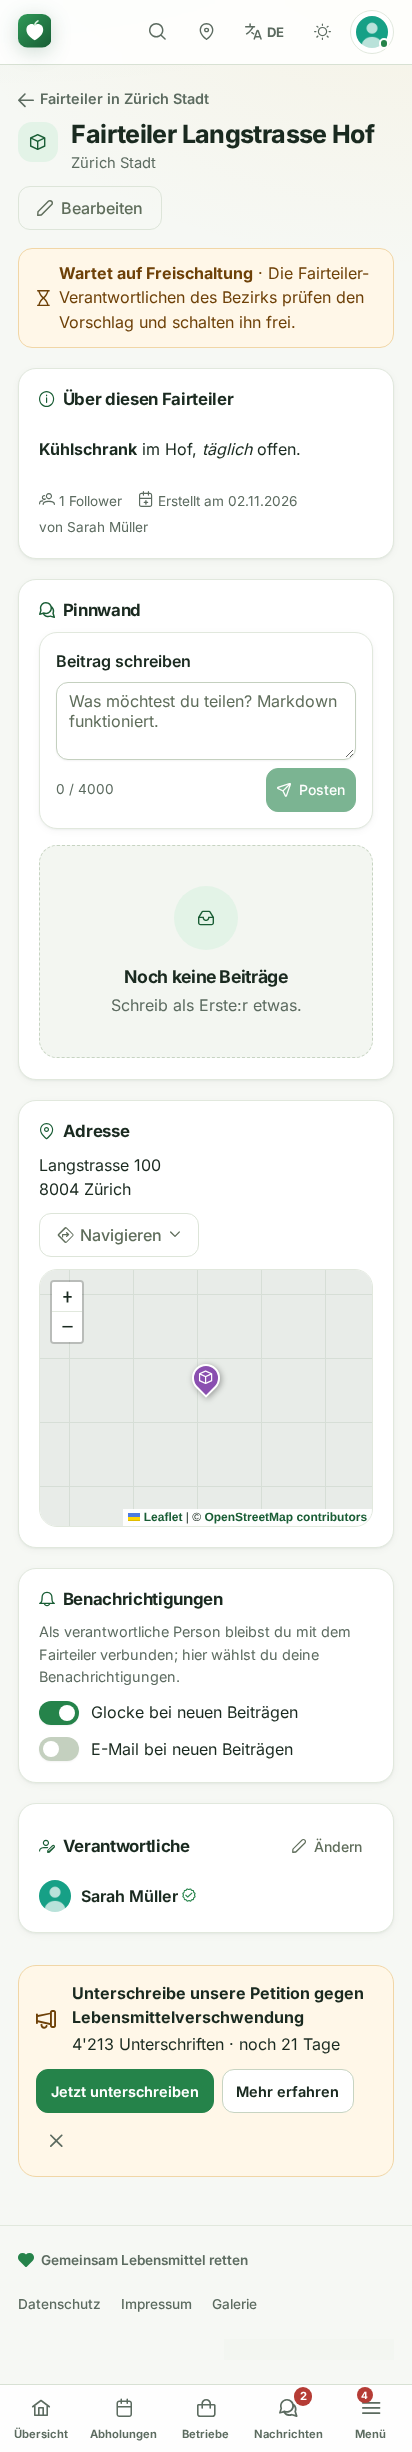 DE
Fairteiler in Zürich Stadt
Fairteiler Langstrasse Hof
Zürich Stadt
Bearbeiten
Wartet auf Freischaltung · Die Fairteiler-
Verantwortlichen des Bezirks prüfen den
Vorschlag und schalten ihn frei.
Über diesen Fairteiler
Kühlschrank im Hof, täglich offen.
1 Follower Erstellt am 02.11.2026
von Sarah Müller
Pinnwand
Beitrag schreiben
Was möchtest du teilen? Markdown
funktioniert.
0 / 4000
Posten
Noch keine Beiträge
Schreib als Erste:r etwas.
Adresse
Langstrasse 100
8004 Zürich
Navigieren
+
−
Leaflet | © OpenStreetMap contributors
Benachrichtigungen
Als verantwortliche Person bleibst du mit dem
Fairteiler verbunden; hier wählst du deine
Benachrichtigungen.
Glocke bei neuen Beiträgen
E-Mail bei neuen Beiträgen
Verantwortliche
Ändern
Sarah Müller
Unterschreibe unsere Petition gegen
Lebensmittelverschwendung
4'213 Unterschriften · noch 21 Tage
Jetzt unterschreiben
Mehr erfahren
Gemeinsam Lebensmittel retten
Datenschutz Impressum Galerie
2
4
Übersicht Abholungen Betriebe Nachrichten Menü